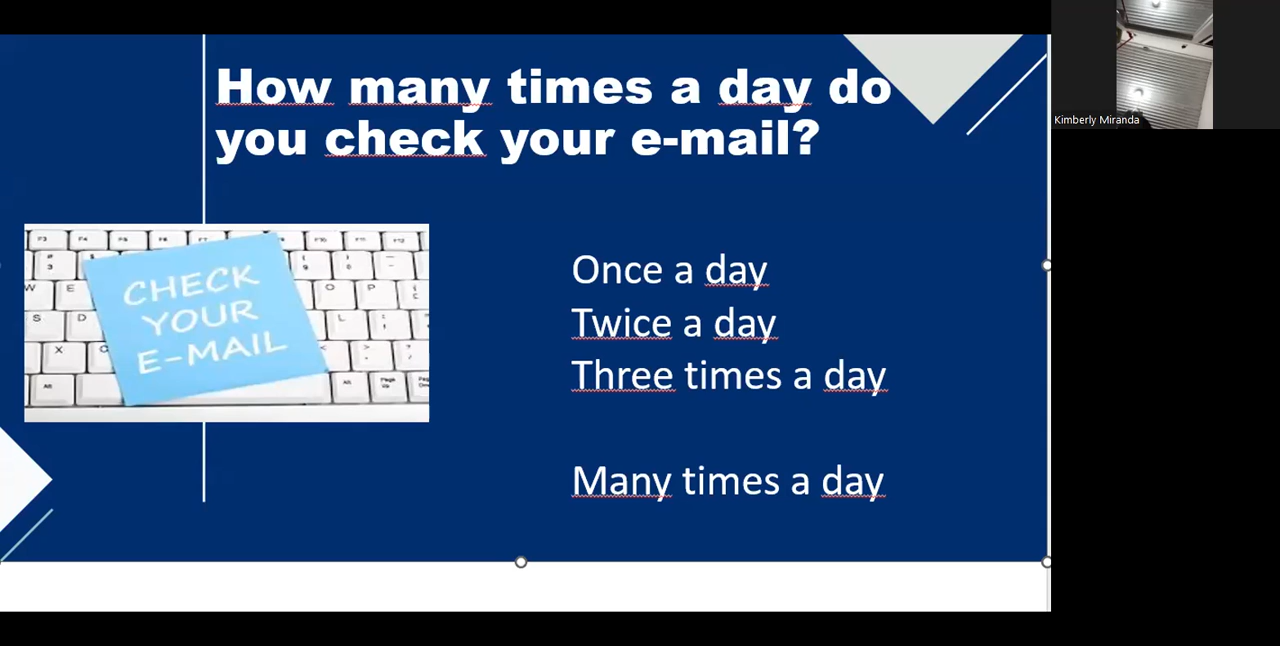 How many times a day do
you check your e-mail?
CHECK
YOUR
E-MAIL
Once a day
Twice a day
Three times a day
Many times a day
Kimberly Miranda